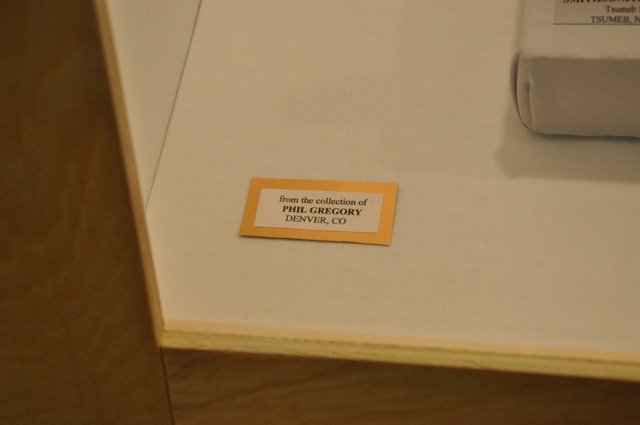 Tsumeb
TSUMEB, N
from the collection of
PHIL GREGORY
DENVER, CO